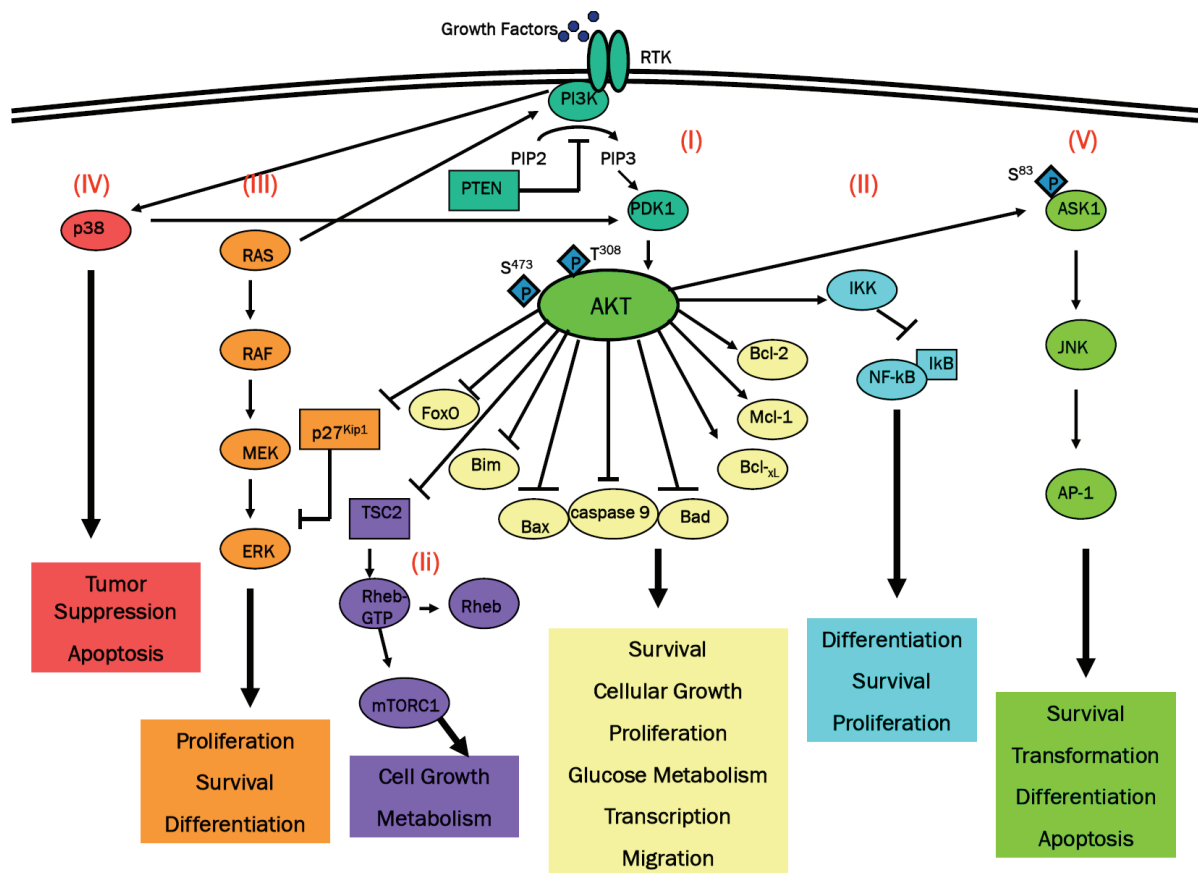 Growth Factors
RTK
PI3K
(I)
(V)
PIP2
PIP3
S83
P
(IV)
(III)
PTEN
(II)
p38
PDK1
ASK1
RAS
S473
P
T308
P
AKT
IKK
RAF
Bcl-2
JNK
NF-kB
IkB
FoxO
Mcl-1
p27Kip1
MEK
Bim
Bcl-xL
TSC2
Bax
caspase 9
Bad
AP-1
ERK
(Ii)
Rheb-
GTP
Rheb
mTORC1
Tumor
Suppression
Apoptosis
Proliferation
Survival
Differentiation
Cell Growth
Metabolism
Survival
Cellular Growth
Proliferation
Glucose Metabolism
Transcription
Migration
Differentiation
Survival
Proliferation
Survival
Transformation
Differentiation
Apoptosis